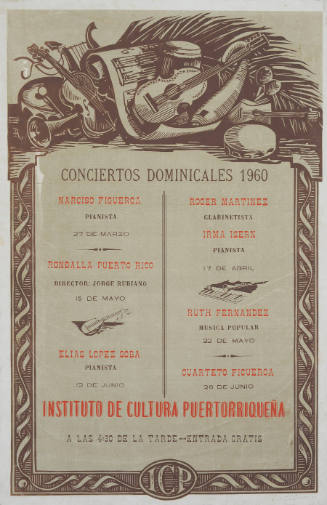 CONCIERTOS DOMINICALES 1960
NARCISO FIGUEROA
PIANISTA
27 DE MARZO
RONDALLA PUERTO RICO
DIRECTOR: JORGE RUBIANO
15 DE MAYO
ELIAS LOPEZ SOBA
PIANISTA
12 DE JUNIO
ROGER MARTINEZ
CLARINETISTA
IRMA ISERN
PIANISTA
17 DE ABRIL
RUTH FERNANDEZ
MUSICA POPULAR
22 DE MAYO
CUARTETO FIGUEROA
26 DE JUNIO
INSTITUTO DE CULTURA PUERTORRIQUEÑA
A LAS 4:30 DE LA TARDE—ENTRADA GRATIS
ICP